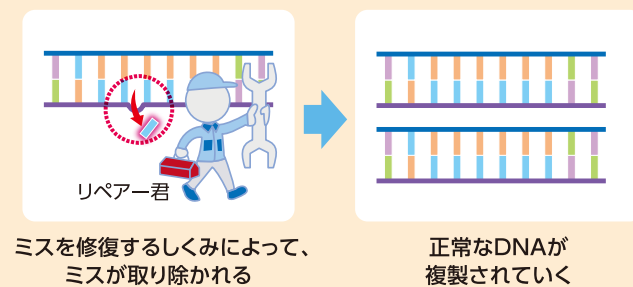 リペアー君
ミスを修復するしくみによって、
ミスが取り除かれる
正常なDNAが
複製されていく